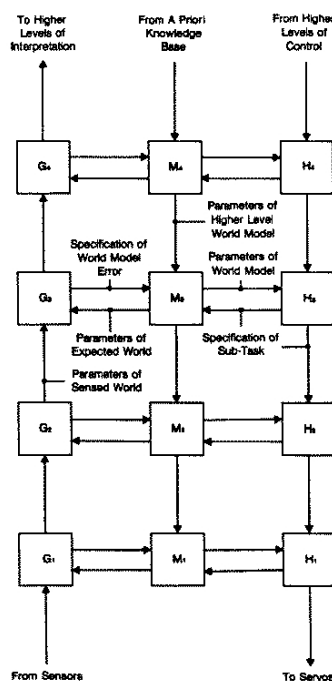 To Higher
Levels of
Interpretation
From A Priori
Knowledge
Base
From Higher
Levels of
Control
G₄
M₄
H₄
Parameters of
Higher Level
World Model
Specification of
World Model
Error
Parameters
of World Model
G₃
M₃
H₃
Parameters of
Expected World
Specification of
Sub-Task
Parameters of
Sensed World
G₂
M₂
H₂
G₁
M₁
H₁
From Sensors
To Servos